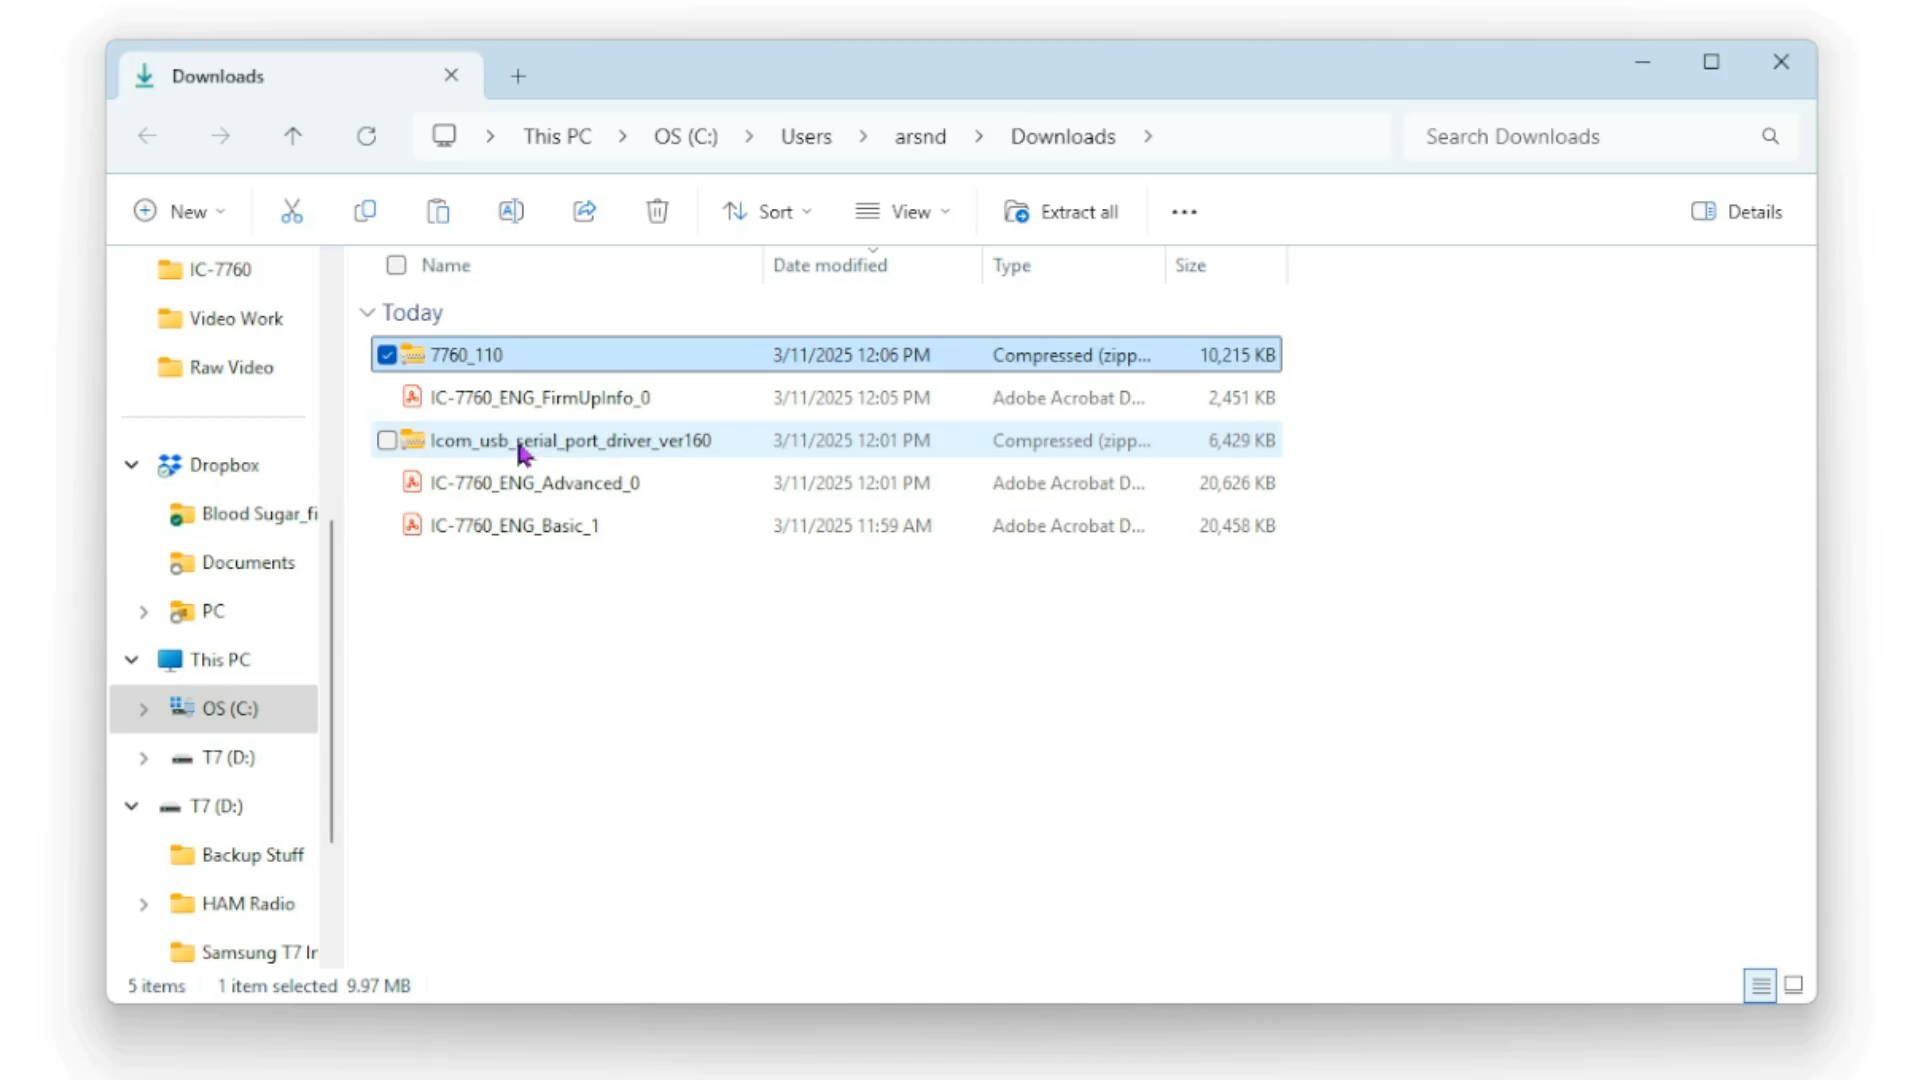 Downloads
This PC > OS (C:) > Users > arsnd > Downloads >
Search Downloads
New
Sort
View
Extract all
...
Details
IC-7760
Video Work
Raw Video
Dropbox
Blood Sugar_fi
Documents
PC
This PC
OS (C:)
T7 (D:)
T7 (D:)
Backup Stuff
HAM Radio
Samsung T7 Ir
Name Date modified Type Size
Today
7760_110 3/11/2025 12:06 PM Compressed (zipp... 10,215 KB
IC-7760_ENG_FirmUpInfo_0 3/11/2025 12:05 PM Adobe Acrobat D... 2,451 KB
Icom_usb_serial_port_driver_ver160 3/11/2025 12:01 PM Compressed (zipp... 6,429 KB
IC-7760_ENG_Advanced_0 3/11/2025 12:01 PM Adobe Acrobat D... 20,626 KB
IC-7760_ENG_Basic_1 3/11/2025 11:59 AM Adobe Acrobat D... 20,458 KB
5 items 1 item selected 9.97 MB